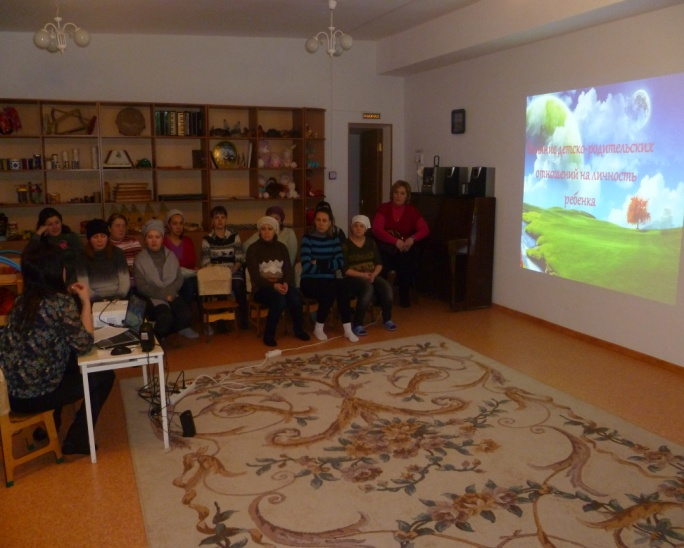 детско-родительских
отношений на личность
ребенка